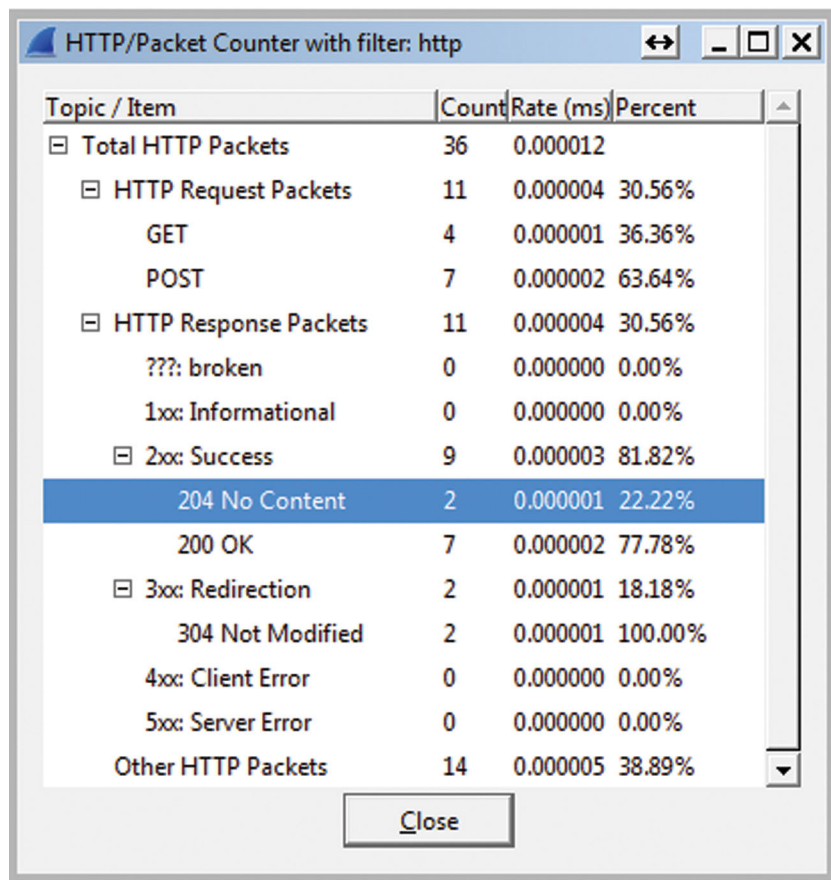 HTTP/Packet Counter with filter: http
Topic / Item Count Rate (ms) Percent
Total HTTP Packets 36 0.000012
HTTP Request Packets 11 0.000004 30.56%
GET 4 0.000001 36.36%
POST 7 0.000002 63.64%
HTTP Response Packets 11 0.000004 30.56%
???: broken 0 0.000000 0.00%
1xx: Informational 0 0.000000 0.00%
2xx: Success 9 0.000003 81.82%
204 No Content 2 0.000001 22.22%
200 OK 7 0.000002 77.78%
3xx: Redirection 2 0.000001 18.18%
304 Not Modified 2 0.000001 100.00%
4xx: Client Error 0 0.000000 0.00%
5xx: Server Error 0 0.000000 0.00%
Other HTTP Packets 14 0.000005 38.89%
Close